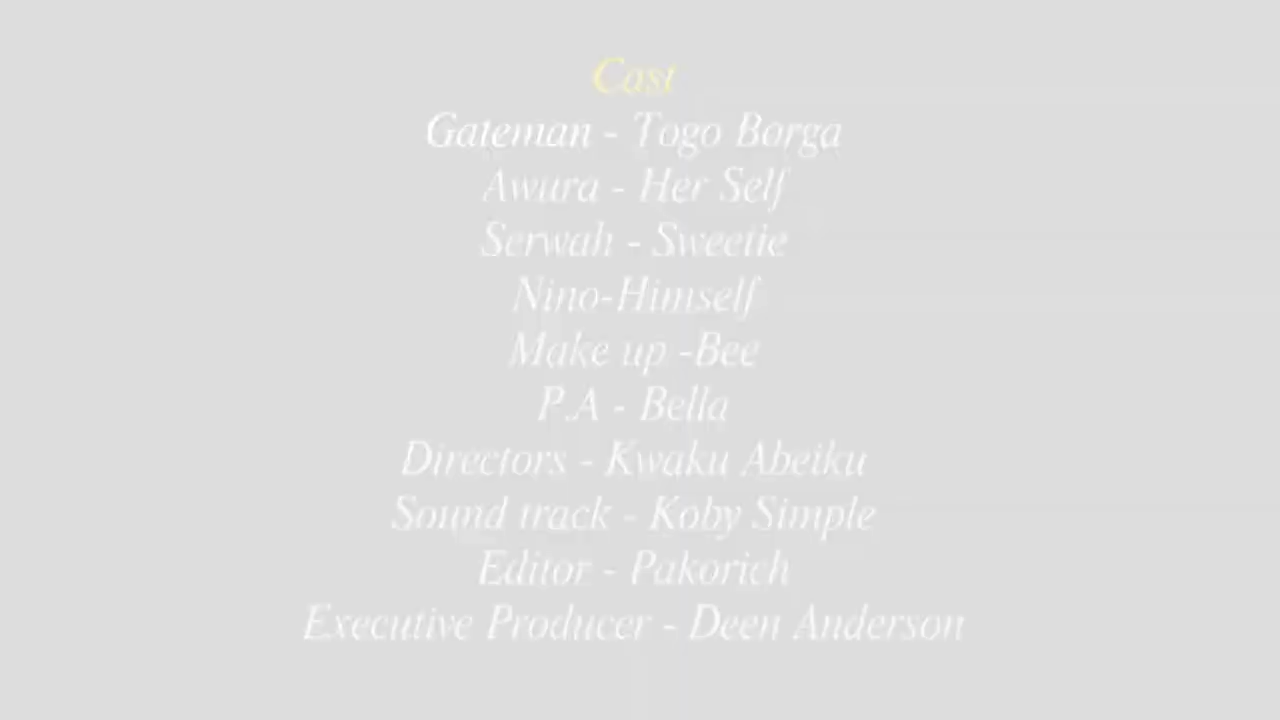 Cast
Gateman - Togo Borga
Awura - Her Self
Serwah - Sweetie
Nino-Himself
Make up -Bee
P.A - Bella
Directors - Kwaku Abeiku
Sound track - Koby Simple
Editor - Pakorich
Executive Producer - Deen Anderson